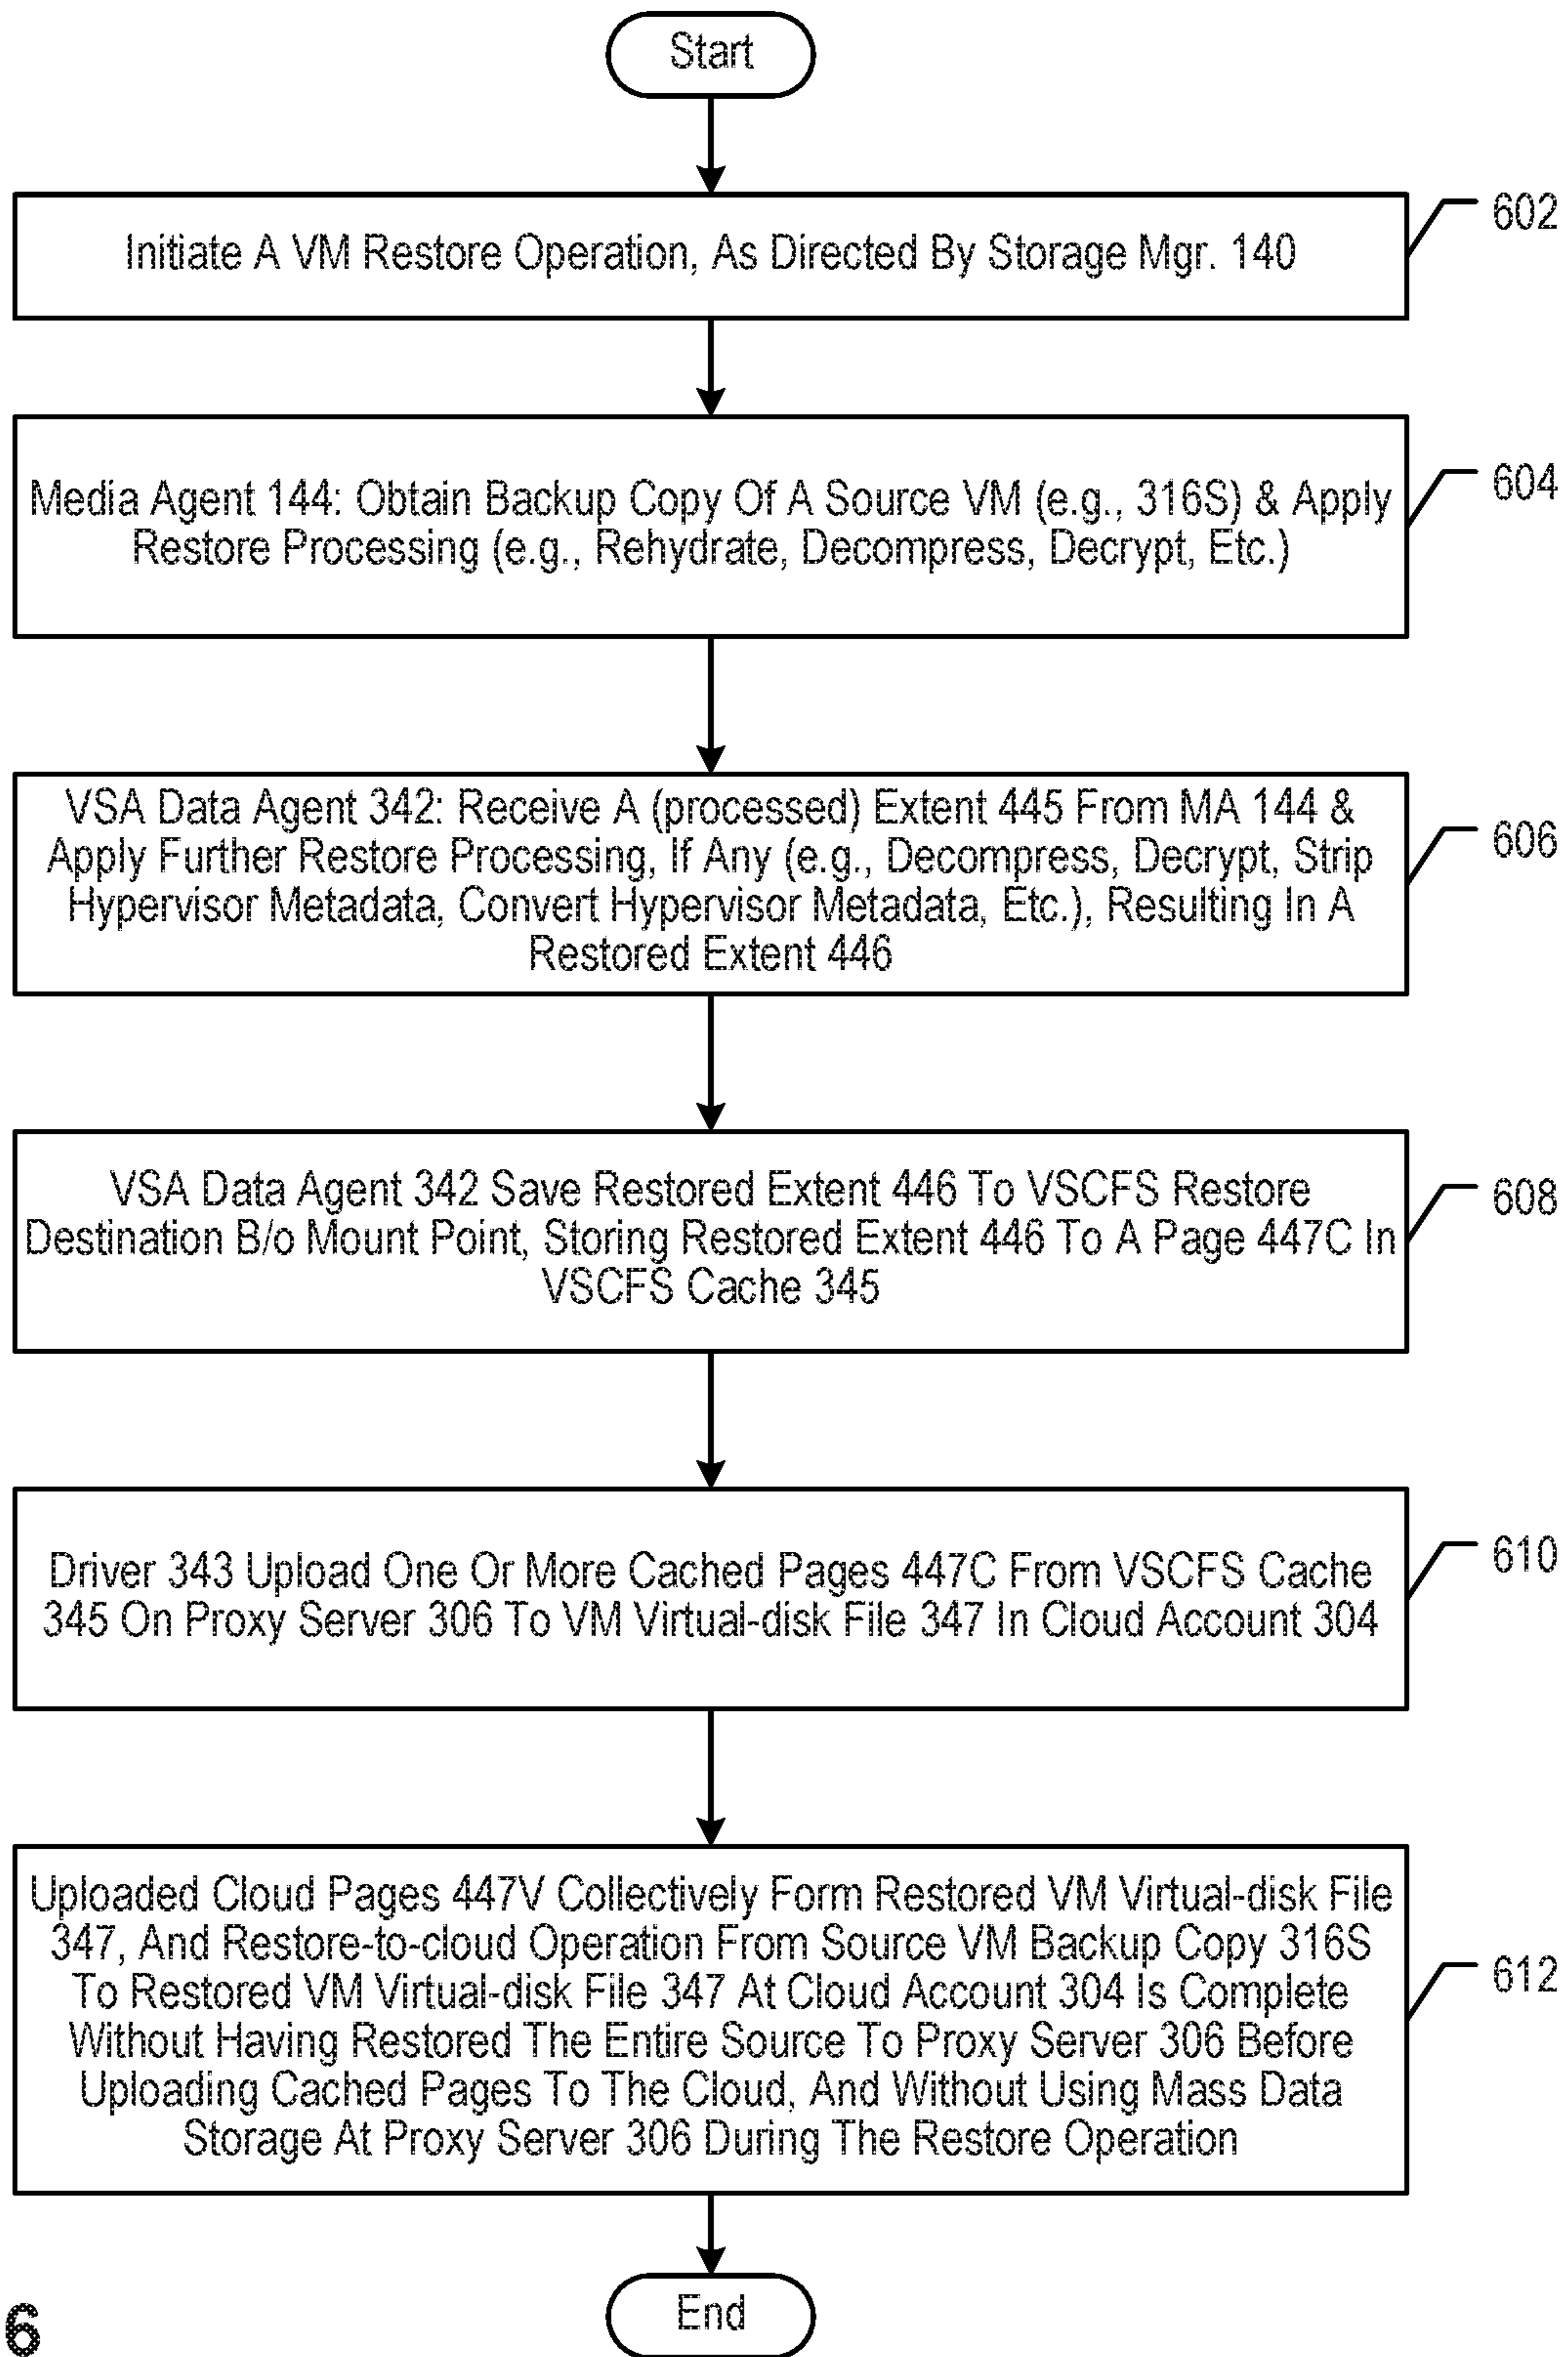 Start
Initiate A VM Restore Operation, As Directed By Storage Mgr. 140
602
Media Agent 144: Obtain Backup Copy Of A Source VM (e.g., 316S) & Apply
Restore Processing (e.g., Rehydrate, Decompress, Decrypt, Etc.)
604
VSA Data Agent 342: Receive A (processed) Extent 445 From MA 144 &
Apply Further Restore Processing, If Any (e.g., Decompress, Decrypt, Strip
Hypervisor Metadata, Convert Hypervisor Metadata, Etc.), Resulting In A
Restored Extent 446
606
VSA Data Agent 342 Save Restored Extent 446 To VSCFS Restore
Destination B/o Mount Point, Storing Restored Extent 446 To A Page 447C In
VSCFS Cache 345
608
Driver 343 Upload One Or More Cached Pages 447C From VSCFS Cache
345 On Proxy Server 306 To VM Virtual-disk File 347 In Cloud Account 304
610
Uploaded Cloud Pages 447V Collectively Form Restored VM Virtual-disk File
347, And Restore-to-cloud Operation From Source VM Backup Copy 316S
To Restored VM Virtual-disk File 347 At Cloud Account 304 Is Complete
Without Having Restored The Entire Source To Proxy Server 306 Before
Uploading Cached Pages To The Cloud, And Without Using Mass Data
Storage At Proxy Server 306 During The Restore Operation
612
End
6